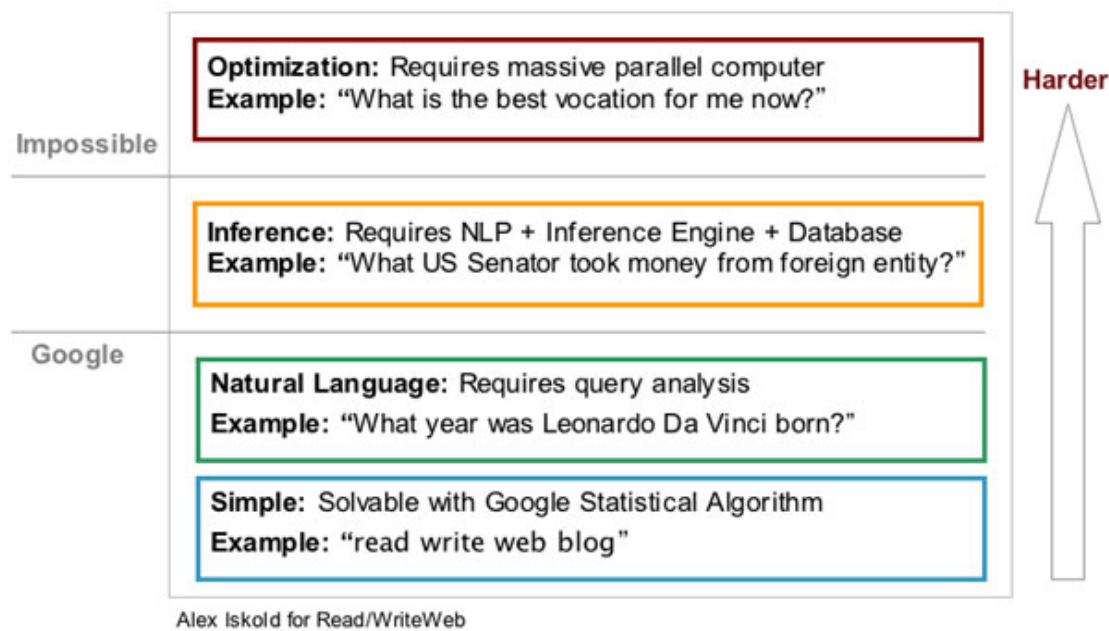 Optimization: Requires massive parallel computer
Example: “What is the best vocation for me now?”
Harder
Impossible
Inference: Requires NLP + Inference Engine + Database
Example: “What US Senator took money from foreign entity?”
Google
Natural Language: Requires query analysis
Example: “What year was Leonardo Da Vinci born?”
Simple: Solvable with Google Statistical Algorithm
Example: “read write web blog”
Alex Iskold for Read/WriteWeb